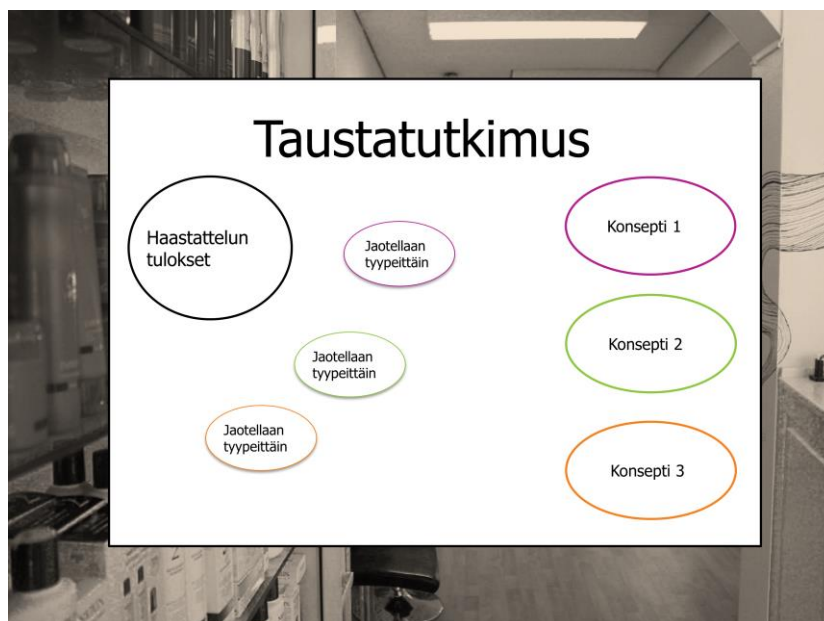 Taustatutkimus
Haastattelun
tulokset
Jaotellaan
tyypeittäin
Jaotellaan
tyypeittäin
Jaotellaan
tyypeittäin
Konsepti 1
Konsepti 2
Konsepti 3